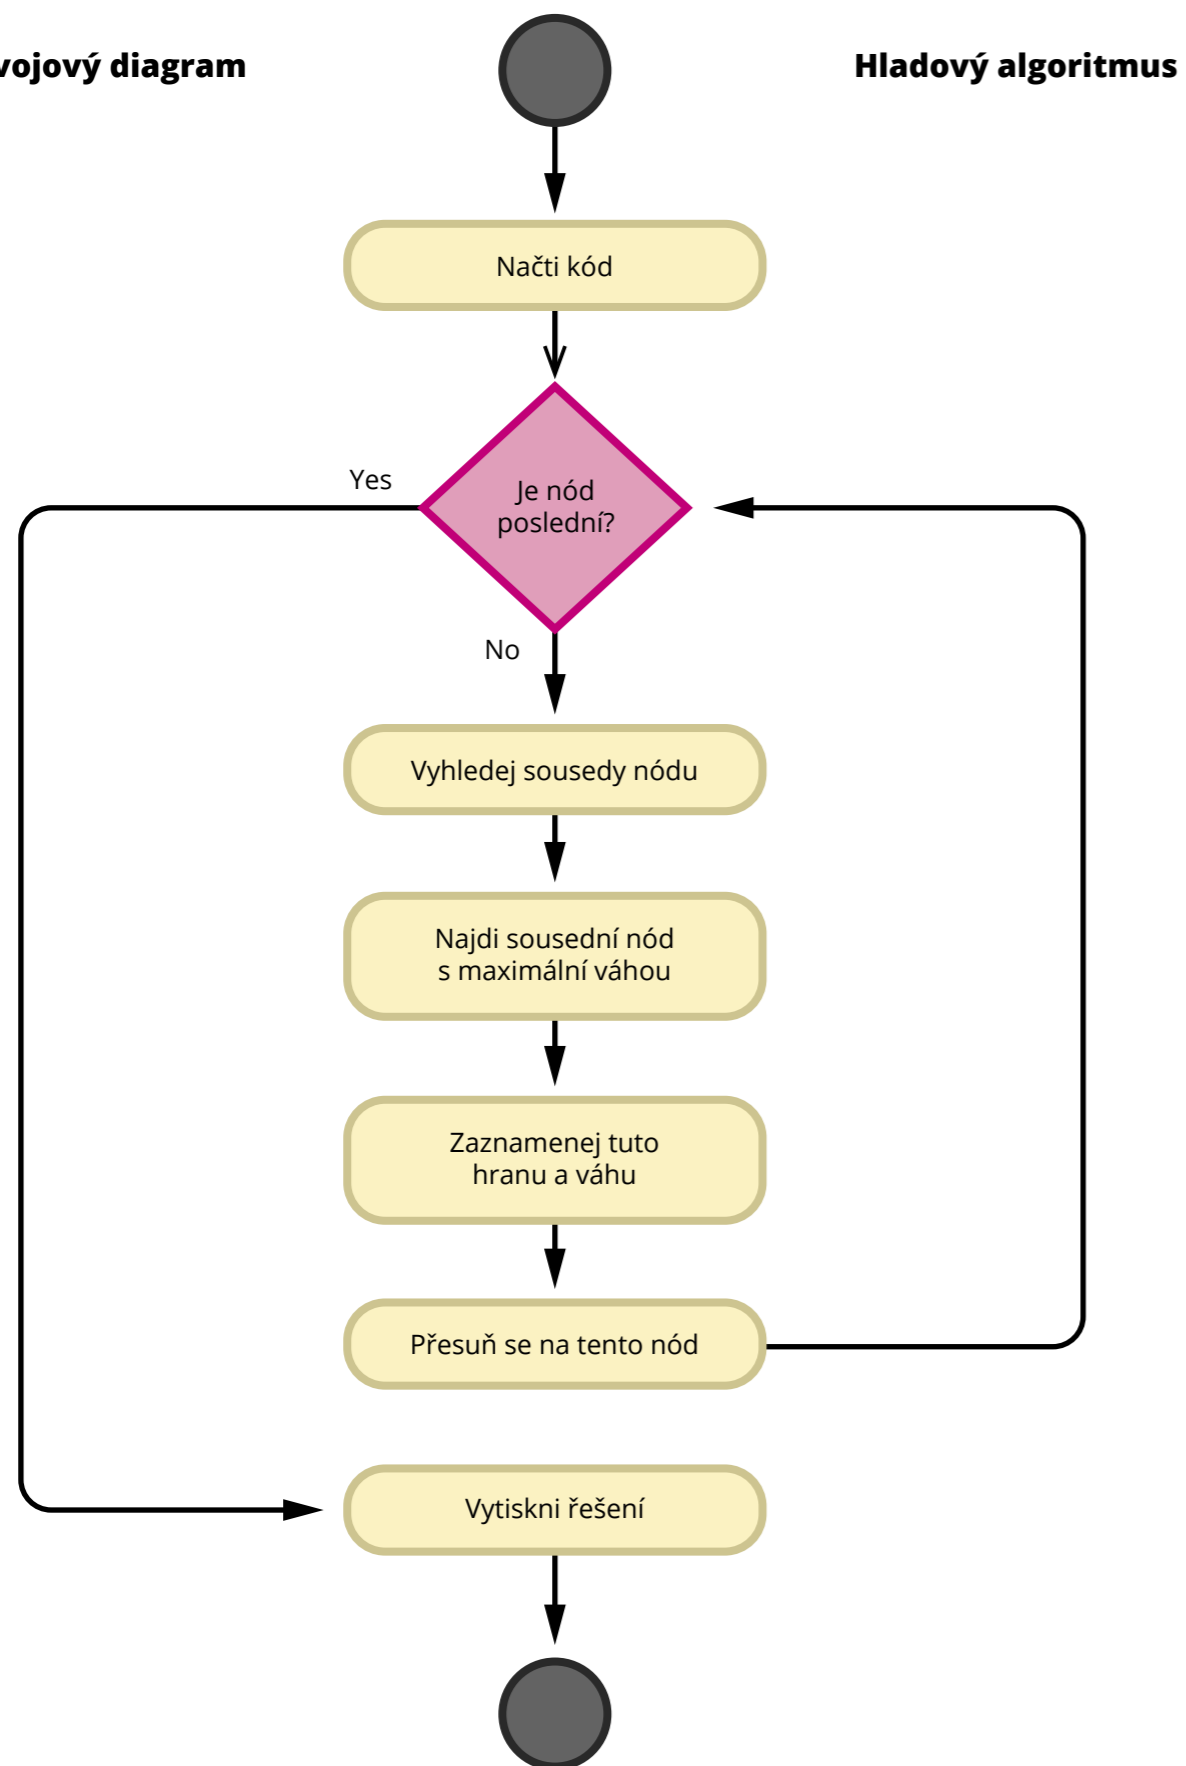 vojový diagram
Hladový algoritmus
Načti kód
Je nód
poslední?
Yes
No
Vyhledej sousedy nódu
Najdi sousední nód
s maximální váhou
Zaznamenej tuto
hranu a váhu
Přesuň se na tento nód
Vytiskni řešení